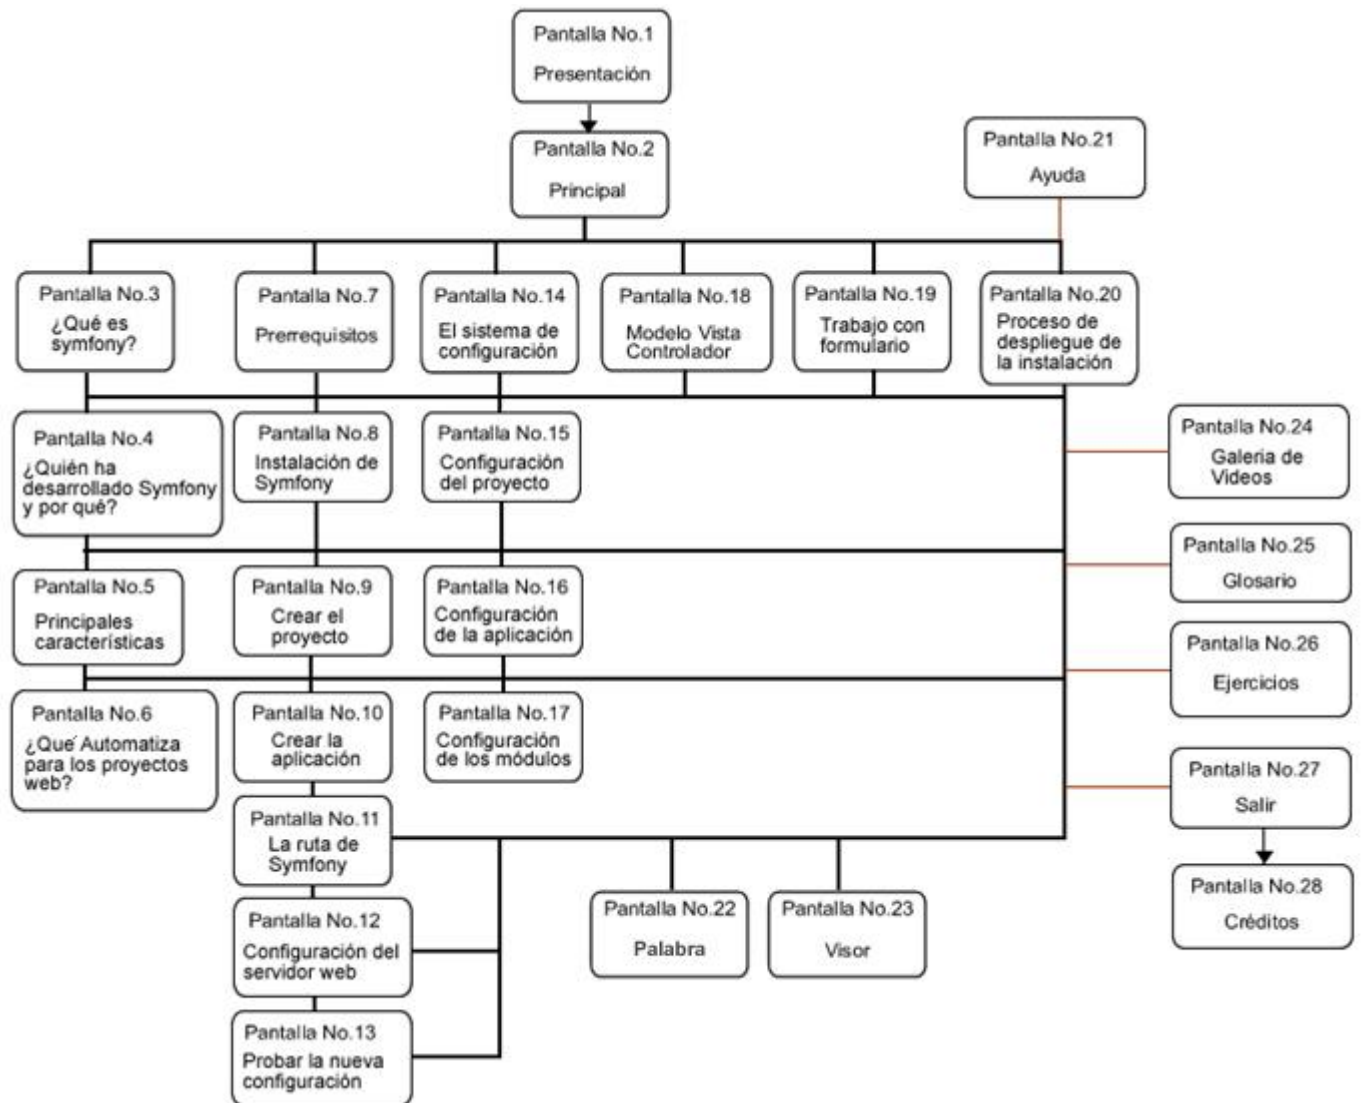 Pantalla No.1
Presentación
Pantalla No.2
Principal
Pantalla No.21
Ayuda
Pantalla No.3
¿Qué es
symfony?
Pantalla No.7
Prerrequisitos
Pantalla No.14
El sistema de
configuración
Pantalla No.18
Modelo Vista
Controlador
Pantalla No.19
Trabajo con
formulario
Pantalla No.20
Proceso de
despliegue de
la instalación
Pantalla No.4
¿Quién ha
desarrollado Symfony
y por qué?
Pantalla No.8
Instalación de
Symfony
Pantalla No.15
Configuración
del proyecto
Pantalla No.24
Galeria de
Videos
Pantalla No.5
Principales
características
Pantalla No.9
Crear el
proyecto
Pantalla No.16
Configuración
de la aplicación
Pantalla No.25
Glosario
Pantalla No.6
¿Qué Automatiza
para los proyectos
web?
Pantalla No.10
Crear la
aplicación
Pantalla No.17
Configuración
de los módulos
Pantalla No.26
Ejercicios
Pantalla No.11
La ruta de
Symfony
Pantalla No.27
Salir
Pantalla No.12
Configuración del
servidor web
Pantalla No.22
Palabra
Pantalla No.23
Visor
Pantalla No.28
Créditos
Pantalla No.13
Probar la nueva
configuración